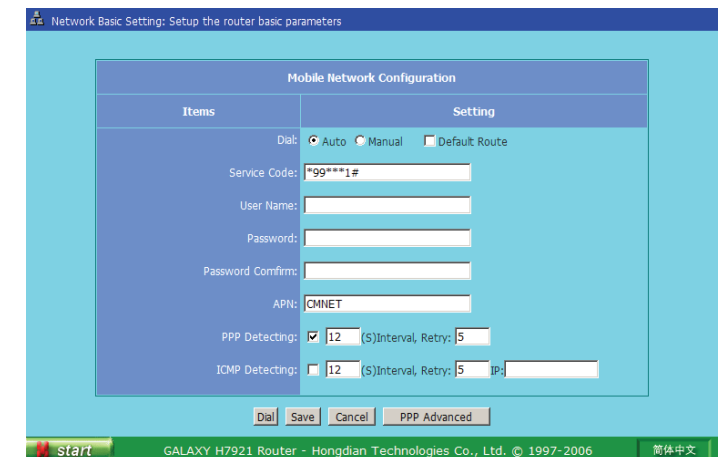 Network Basic Setting: Setup the router basic parameters
Mobile Network Configuration
Items Setting
Dial: Auto Manual Default Route
Service Code: *99***1#
User Name:
Password:
Password Comfirm:
APN: CMNET
PPP Detecting: 12 (S)Interval, Retry: 5
ICMP Detecting: 12 (S)Interval, Retry: 5 IP:
Dial Save Cancel PPP Advanced
start GALAXY H7921 Router - Hongdian Technologies Co., Ltd. © 1997-2006 简体中文